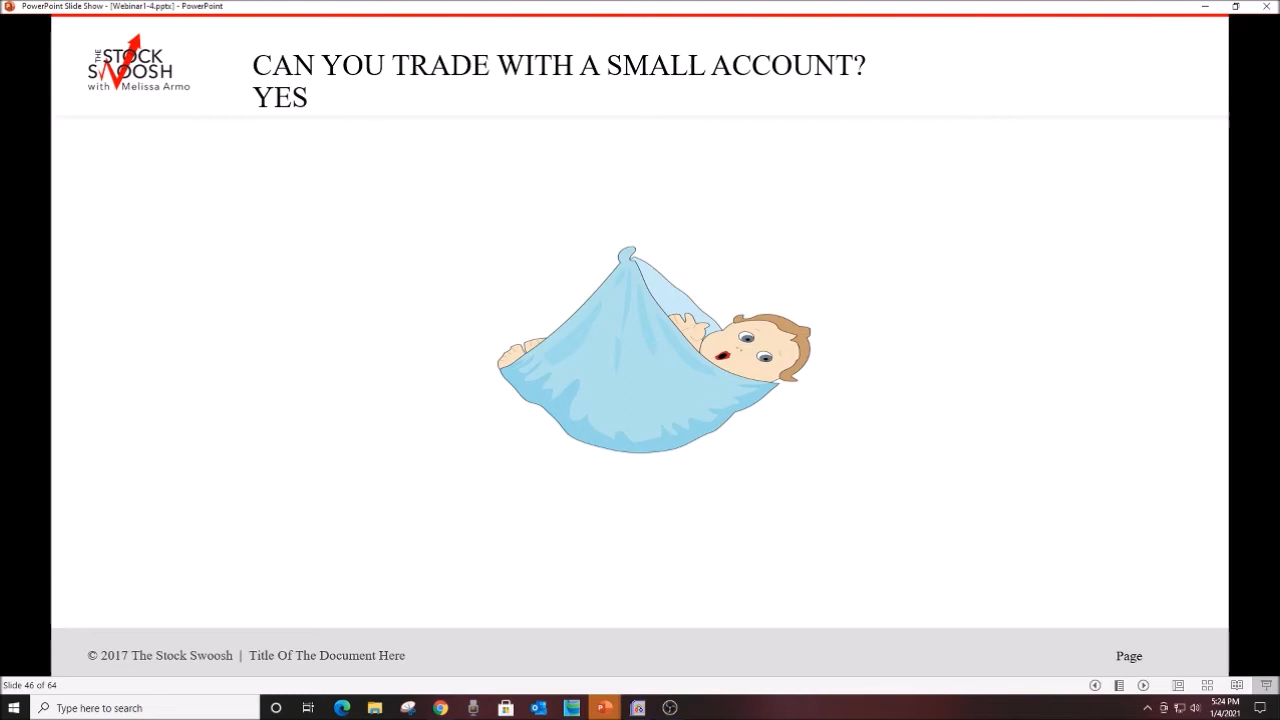 PowerPoint Slide Show - [Webinar1-4.pptx] - PowerPoint
THE STOCK
SWOOSH
with Melissa Armo
CAN YOU TRADE WITH A SMALL ACCOUNT?
YES
© 2017 The Stock Swoosh | Title Of The Document Here
Page
Slide 46 of 64
Type here to search
5:24 PM
1/4/2021